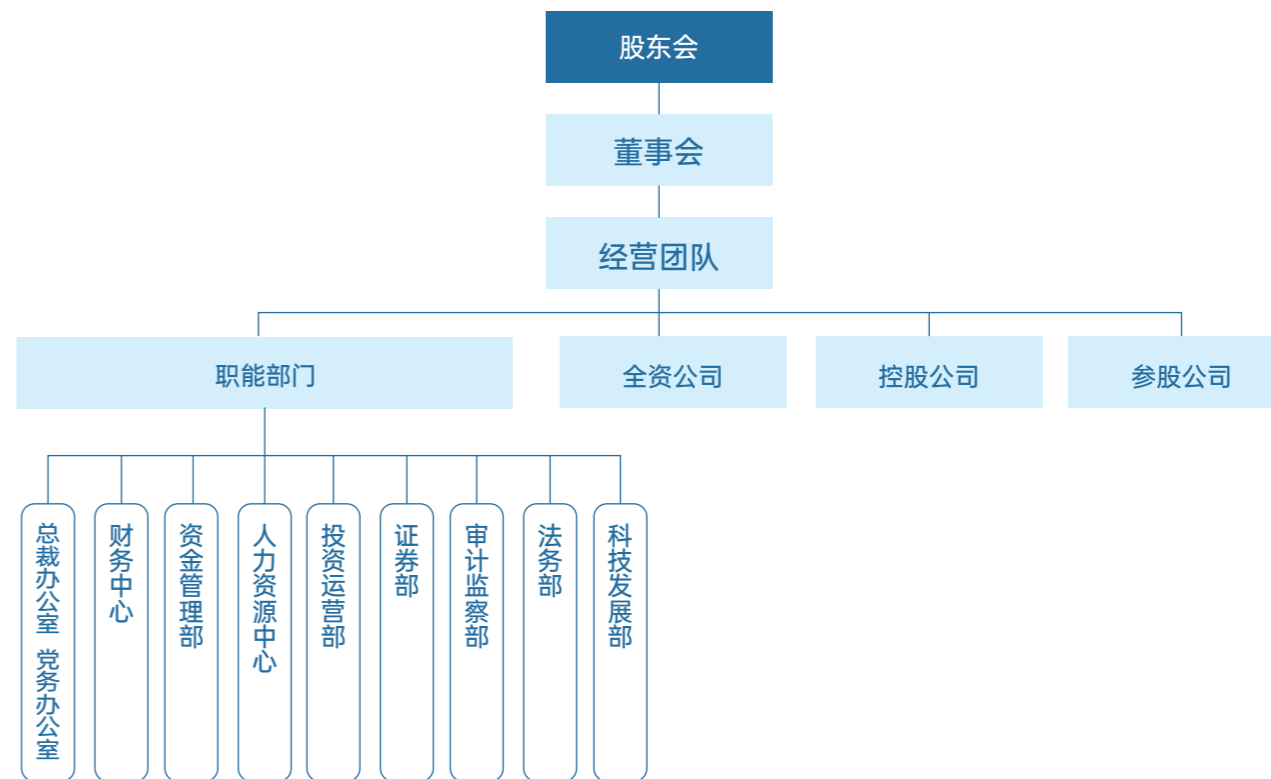 股东会
董事会
经营团队
职能部门
全资公司
控股公司
参股公司
总裁办公室 党务办公室
财务中心
资金管理部
人力资源中心
投资运营部
证券部
审计监察部
法务部
科技发展部